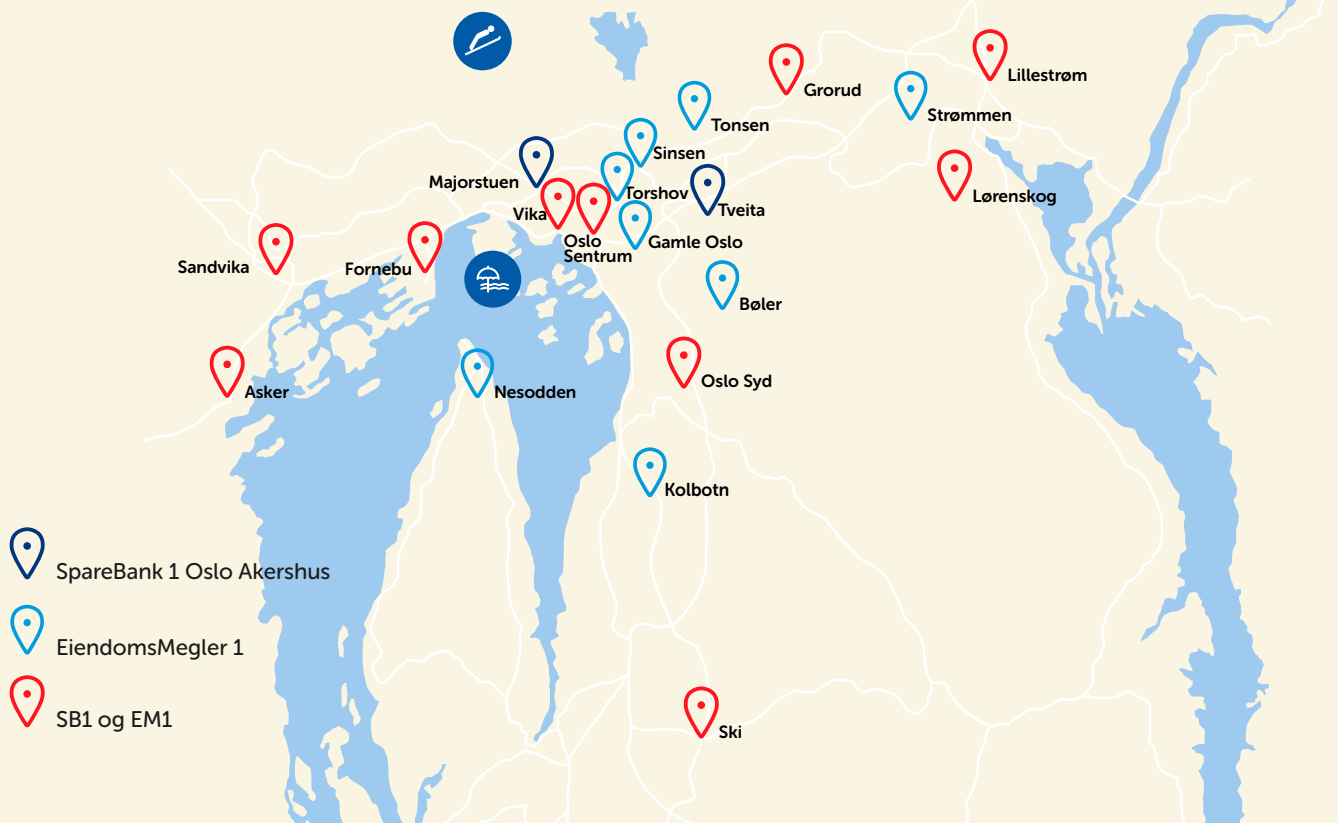 Lillestrøm
Grorud
Strømmen
Tonsen
Sinsen
Majorstuen
Torshov
Lørenskog
Vika
Tveita
Oslo
Sentrum
Gamle Oslo
Sandvika
Fornebu
Bøler
Oslo Syd
Asker
Nesodden
Kolbotn
SpareBank 1 Oslo Akershus
EiendomsMegler 1
SB1 og EM1
Ski